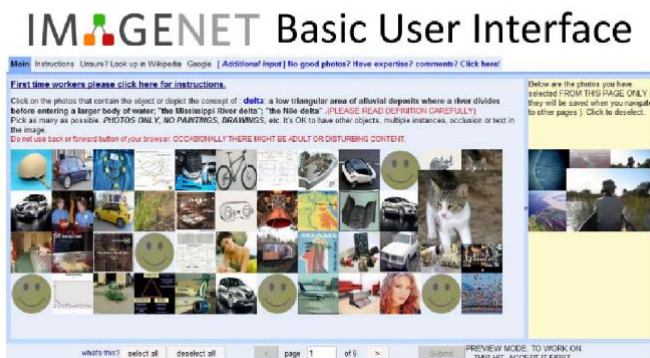 IMAGENET Basic User Interface
Main Instructions Unsure? Look up in Wikipedia Google [ Additional input ] No good photos? Have expertise? comments? Click here!
First time workers please click here for instructions.
Click on the photos that contain the object or depict the concept of : delta: a low triangular area of alluvial deposits where a river divides
before entering a larger body of water; "the Mississippi River delta"; "the Nile delta" .(PLEASE READ DEFINITION CAREFULLY)
Pick as many as possible. PHOTOS ONLY, NO PAINTINGS, DRAWINGS, etc. It's OK to have other objects, multiple instances, occlusion or text in
the image.
Do not use back or forward button of your browser. OCCASIONALLY THERE MIGHT BE ADULT OR DISTURBING CONTENT.
Below are the photos you have
selected FROM THIS PAGE ONLY (
they will be saved when you navigate
to other pages ). Click to deselect.
MIAMI
what's this? select all deselect all < page 1 of 6 > Submit
PREVIEW MODE. TO WORK ON
THIS HIT, ACCEPT IT FIRST.